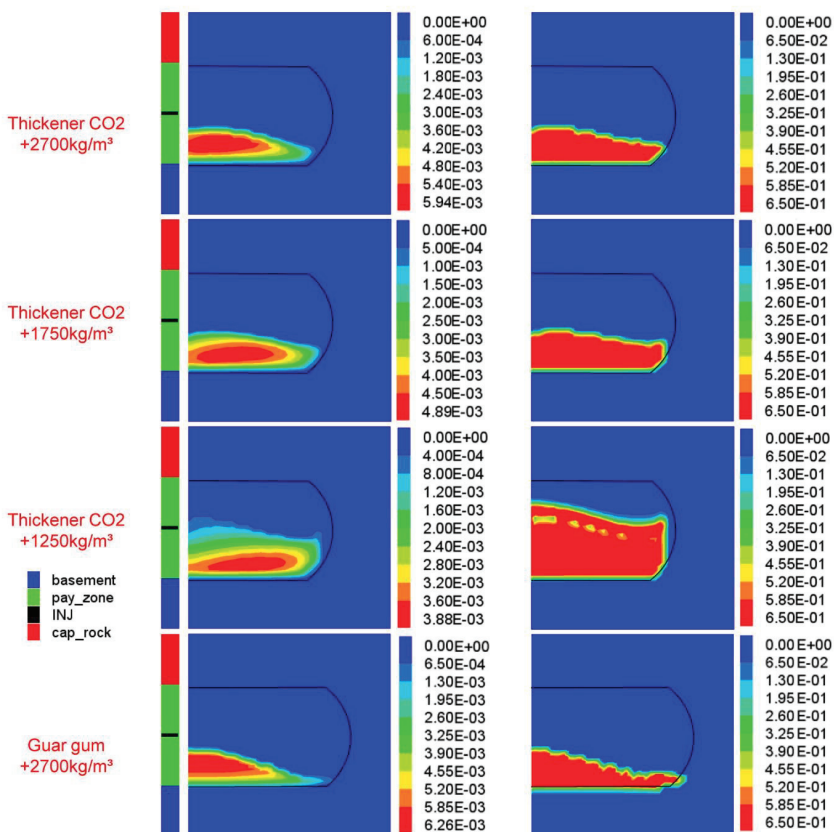 Thickener CO2
+2700kg/m³
0.00E+00
6.00E-04
1.20E-03
1.80E-03
2.40E-03
3.00E-03
3.60E-03
4.20E-03
4.80E-03
5.40E-03
5.94E-03
0.00E+00
6.50E-02
1.30E-01
1.95E-01
2.60E-01
3.25E-01
3.90E-01
4.55E-01
5.20E-01
5.85E-01
6.50E-01
Thickener CO2
+1750kg/m³
0.00E+00
5.00E-04
1.00E-03
1.50E-03
2.00E-03
2.50E-03
3.00E-03
3.50E-03
4.00E-03
4.50E-03
4.89E-03
0.00E+00
6.50E-02
1.30E-01
1.95E-01
2.60E-01
3.25E-01
3.90E-01
4.55E-01
5.20E-01
5.85E-01
6.50E-01
Thickener CO2
+1250kg/m³
0.00E+00
4.00E-04
8.00E-04
1.20E-03
1.60E-03
2.00E-03
2.40E-03
2.80E-03
3.20E-03
3.60E-03
3.88E-03
0.00E+00
6.50E-02
1.30E-01
1.95E-01
2.60E-01
3.25E-01
3.90E-01
4.55E-01
5.20E-01
5.85E-01
6.50E-01
basement
pay_zone
INJ
cap_rock
Guar gum
+2700kg/m³
0.00E+00
6.50E-04
1.30E-03
1.95E-03
2.60E-03
3.25E-03
3.90E-03
4.55E-03
5.20E-03
5.85E-03
6.26E-03
0.00E+00
6.50E-02
1.30E-01
1.95E-01
2.60E-01
3.25E-01
3.90E-01
4.55E-01
5.20E-01
5.85E-01
6.50E-01